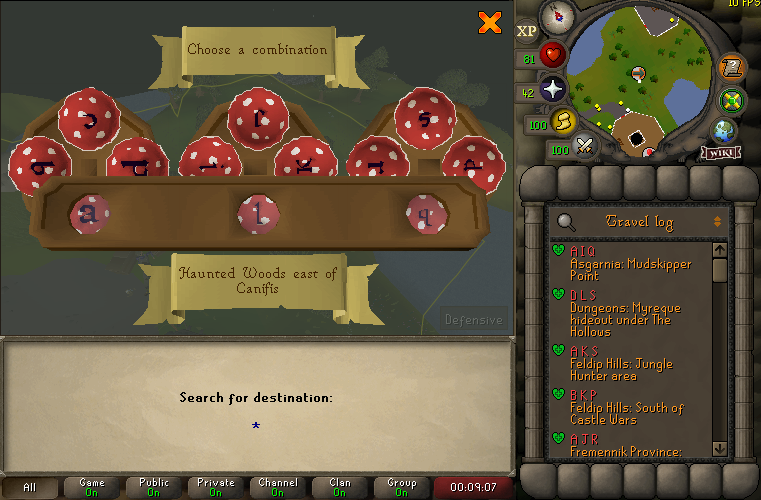 10 FPS
Choose a combination
XP
81
42
100
100
WIKI
c j s
b d i k r p
a l q
Travel log
AIQ
Asgarnia: Mudskipper
Point
DLS
Dungeons: Myreque
hideout under The
Hollows
AKS
Feldip Hills: Jungle
Hunter area
BKP
Feldip Hills: South of
Castle Wars
AJR
Fremennik Province:
Haunted Woods east of
Canifis
Defensive
Search for destination:
*
All
Game
On
Public
On
Private
On
Channel
On
Clan
On
Group
On
00:09:07